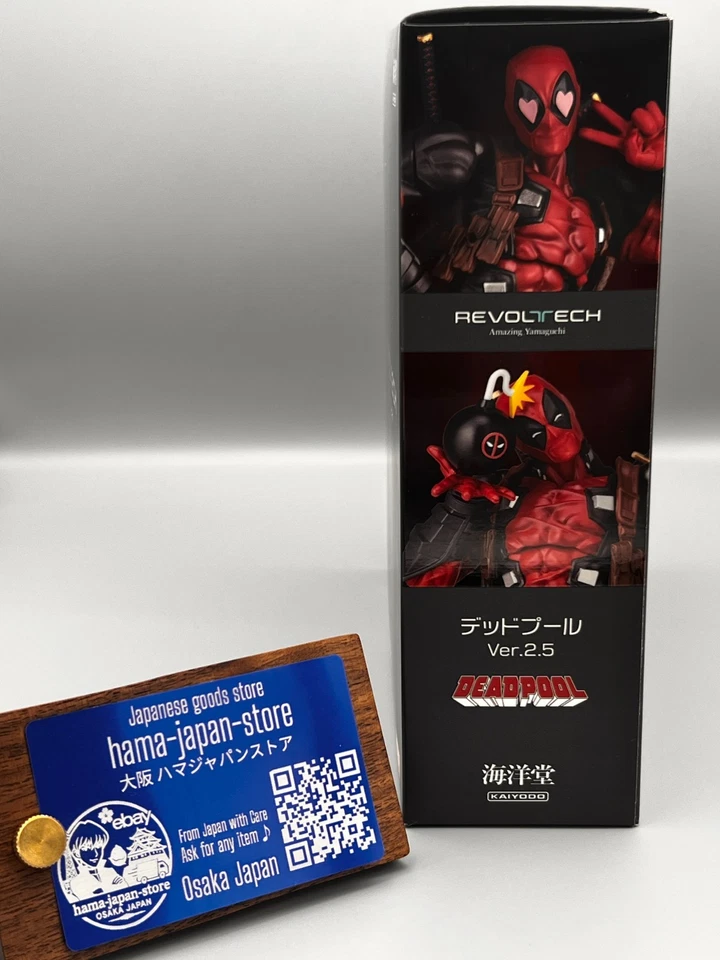 REVOLTECH
Amazing Yamaguchi
デッドプール
Ver.2.5
DEADPOOL
海洋堂
KAIYODO
Japanese goods store
hama-japan-store
大阪 ハマジャパンストア
ebay
hama-japan-store
OSAKA JAPAN
From Japan with Care
Ask for any item♪
Osaka Japan